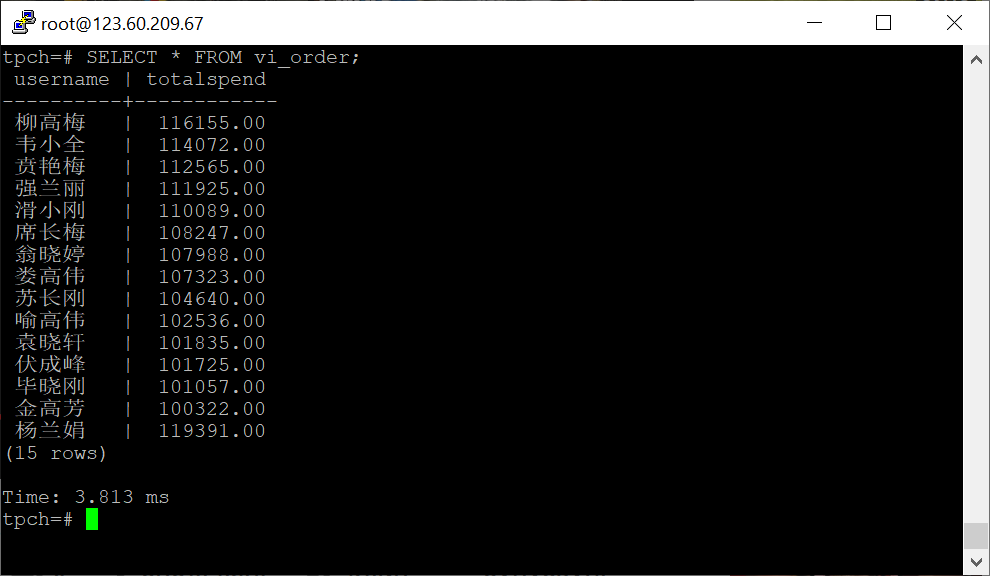 root@123.60.209.67
tpch=# SELECT * FROM vi_order;
 username | totalspend
----------+------------
 柳高梅   |  116155.00
 韦小全   |  114072.00
 贲艳梅   |  112565.00
 强兰丽   |  111925.00
 滑小刚   |  110089.00
 席长梅   |  108247.00
 翁晓婷   |  107988.00
 娄高伟   |  107323.00
 苏长刚   |  104640.00
 喻高伟   |  102536.00
 袁晓轩   |  101835.00
 伏成峰   |  101725.00
 毕晓刚   |  101057.00
 金高芳   |  100322.00
 杨兰娟   |  119391.00
(15 rows)
Time: 3.813 ms
tpch=#